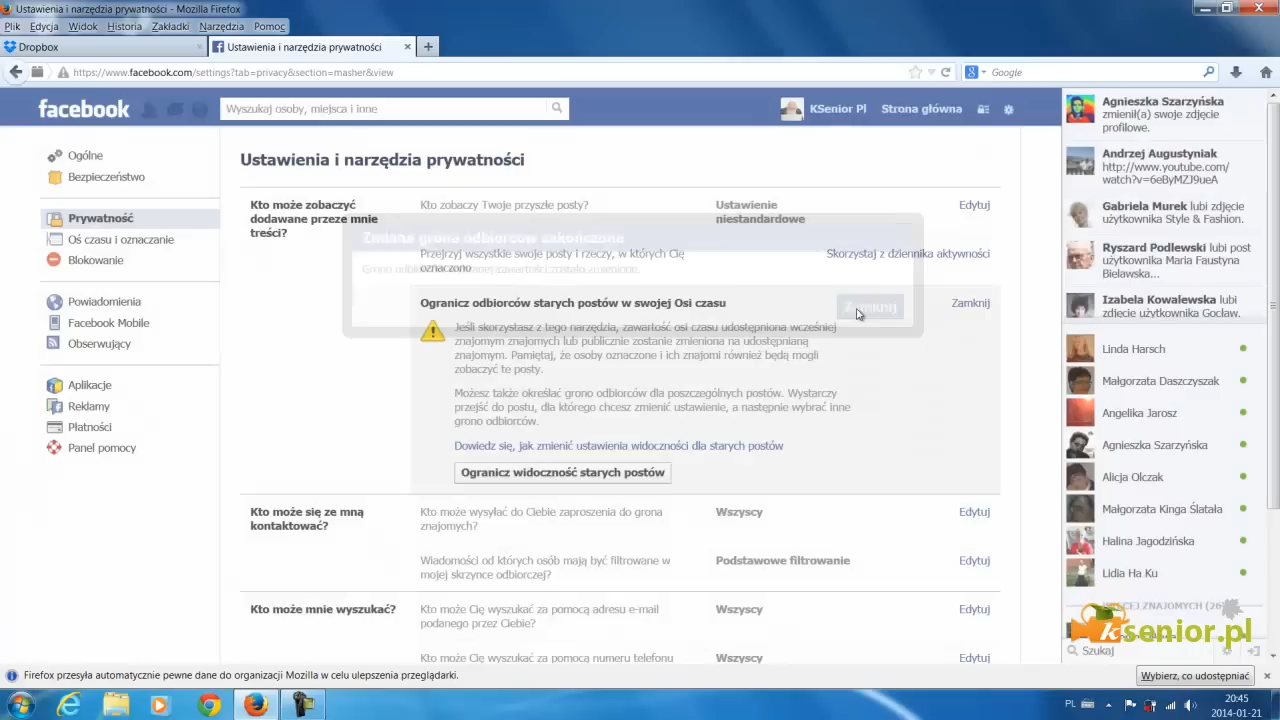 Ustawienia i narzędzia prywatności - Mozilla Firefox
Plik Edycja Widok Historia Zakładki Narzędzia Pomoc
Dropbox
Ustawienia i narzędzia prywatności
https://www.facebook.com/settings?tab=privacy&section=masher&view
Google
facebook
Wyszukaj osoby, miejsca i inne
KSenior Pl
Strona główna
Ogólne
Bezpieczeństwo
Prywatność
Oś czasu i oznaczanie
Blokowanie
Powiadomienia
Facebook Mobile
Obserwujący
Aplikacje
Reklamy
Płatności
Panel pomocy
Ustawienia i narzędzia prywatności
Kto może zobaczyć
dodawane przeze mnie
treści?
Kto zobaczy Twoje przyszłe posty?
Ustawienie
niestandardowe
Edytuj
Zmiana grona odbiorców zakończona
Przejrzyj wszystkie swoje posty i rzeczy, w których Cię
oznaczono
Skorzystaj z dziennika aktywności
Ogranicz odbiorców starych postów w swojej Osi czasu
Zamknij
Zamknij
Jeśli skorzystasz z tego narzędzia, zawartość osi czasu udostępniona wcześniej
znajomym znajomych lub publicznie zostanie zmieniona na udostępnianą
znajomym. Pamiętaj, że osoby oznaczone i ich znajomi również będą mogli
zobaczyć te posty.
Możesz także określać grono odbiorców dla poszczególnych postów. Wystarczy
przejść do postu, dla którego chcesz zmienić ustawienie, a następnie wybrać inne
grono odbiorców.
Dowiedz się, jak zmienić ustawienia widoczności dla starych postów
Ogranicz widoczność starych postów
Kto może się ze mną
kontaktować?
Kto może wysyłać do Ciebie zaproszenia do grona
znajomych?
Wszyscy
Edytuj
Wiadomości od których osób mają być filtrowane w
mojej skrzynce odbiorczej?
Podstawowe filtrowanie
Edytuj
Kto może mnie wyszukać?
Kto może Cię wyszukać za pomocą adresu e-mail
podanego przez Ciebie?
Wszyscy
Edytuj
Kto może Cię wyszukać za pomocą numeru telefonu
Wszyscy
Edytuj
Agnieszka Szarzyńska
zmienił(a) swoje zdjęcie
profilowe.
Andrzej Augustyniak
http://www.youtube.com/
watch?v=6eByMZJ9ueA
Gabriela Murek lubi zdjęcie
użytkownika Style & Fashion.
Ryszard Podlewski lubi post
użytkownika Maria Faustyna
Bielawska...
Izabela Kowalewska lubi
zdjęcie użytkownika Gocław.
Linda Harsch
Małgorzata Daszczyszak
Angelika Jarosz
Agnieszka Szarzyńska
Alicja Olczak
Małgorzata Kinga Ślatała
Halina Jagodzińska
Lidia Ha Ku
ksenior.pl
Szukaj
Firefox przesyła automatycznie pewne dane do organizacji Mozilla w celu ulepszenia przeglądarki.
Wybierz, co udostępniać
PL
20:45
2014-01-21